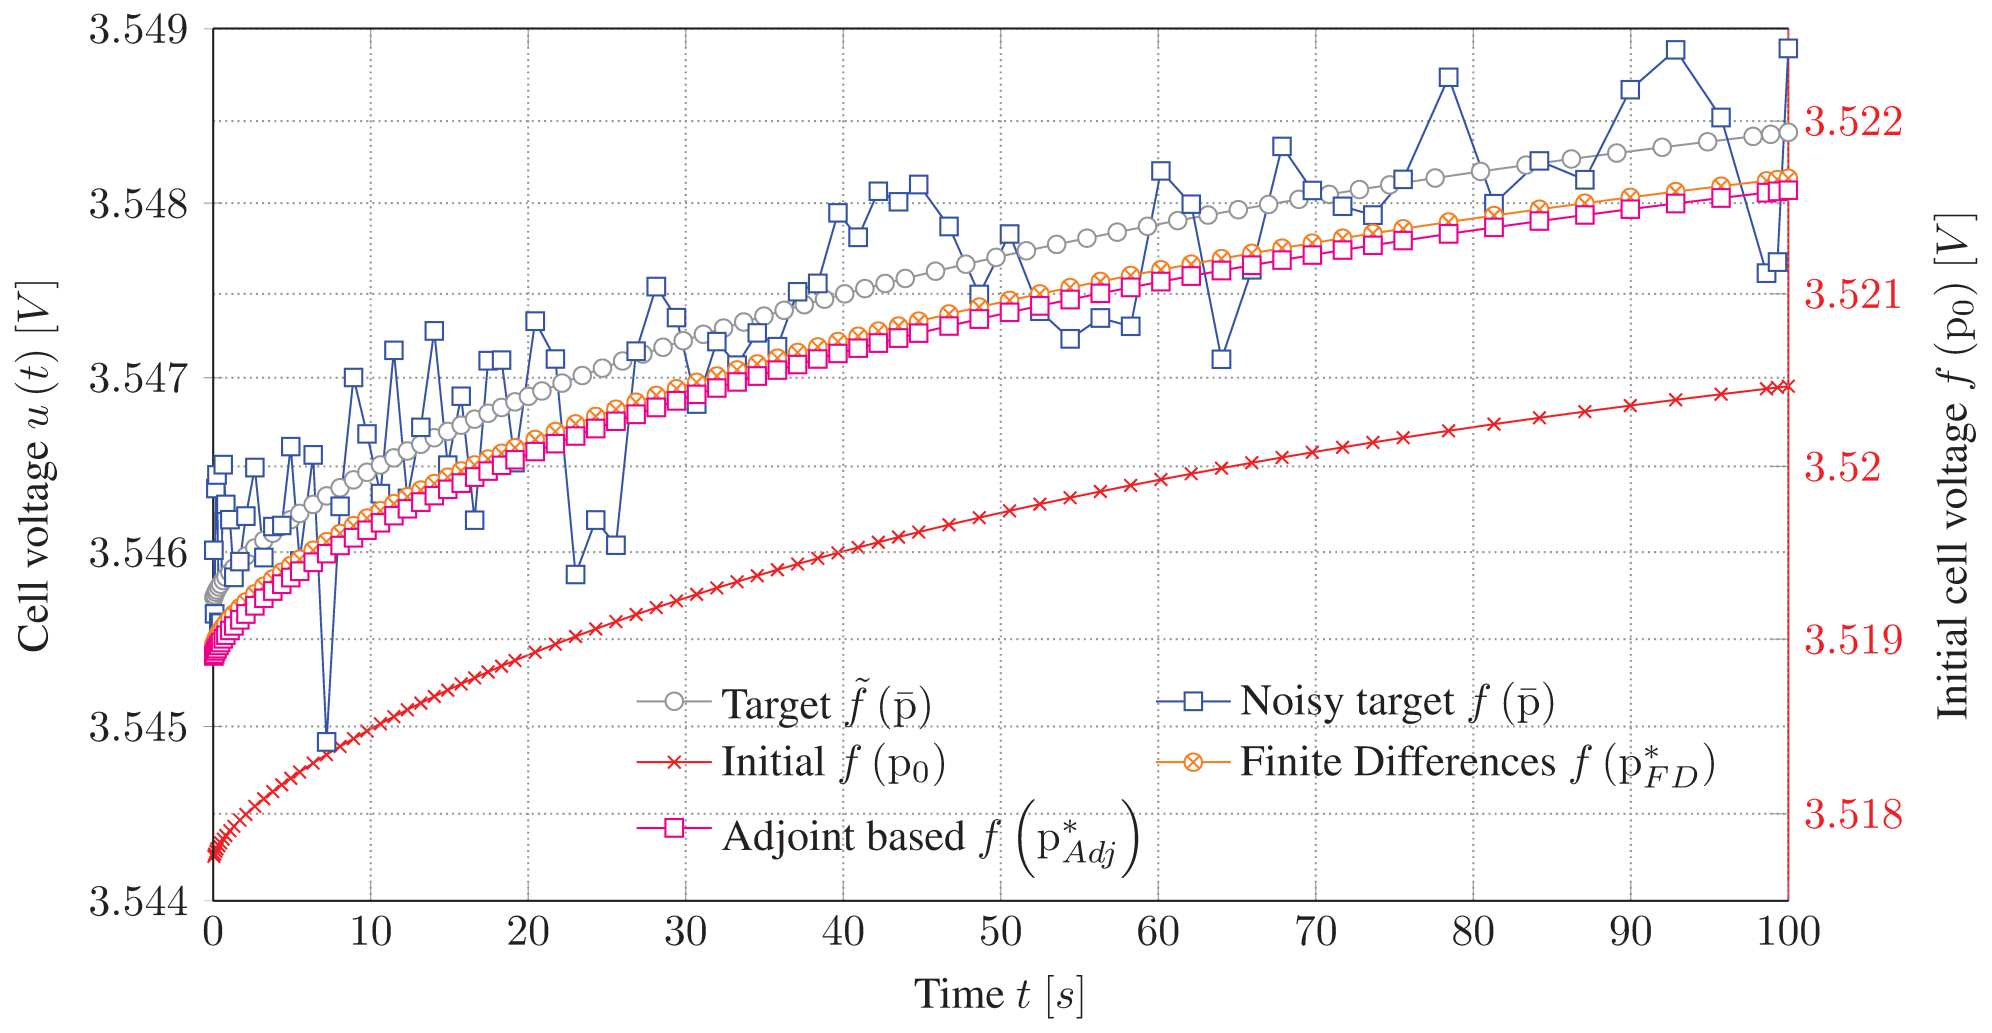 3.549
3.548
3.547
3.546
3.545
3.544
Cell voltage u (t) [V]
0 10 20 30 40 50 60 70 80 90 100
Time t [s]
3.522
3.521
3.52
3.519
3.518
Initial cell voltage f (p₀) [V]
Target f̃ (p̄)
Noisy target f (p̄)
Initial f (p₀)
Finite Differences f (p*_FD)
Adjoint based f (p*_Adj)